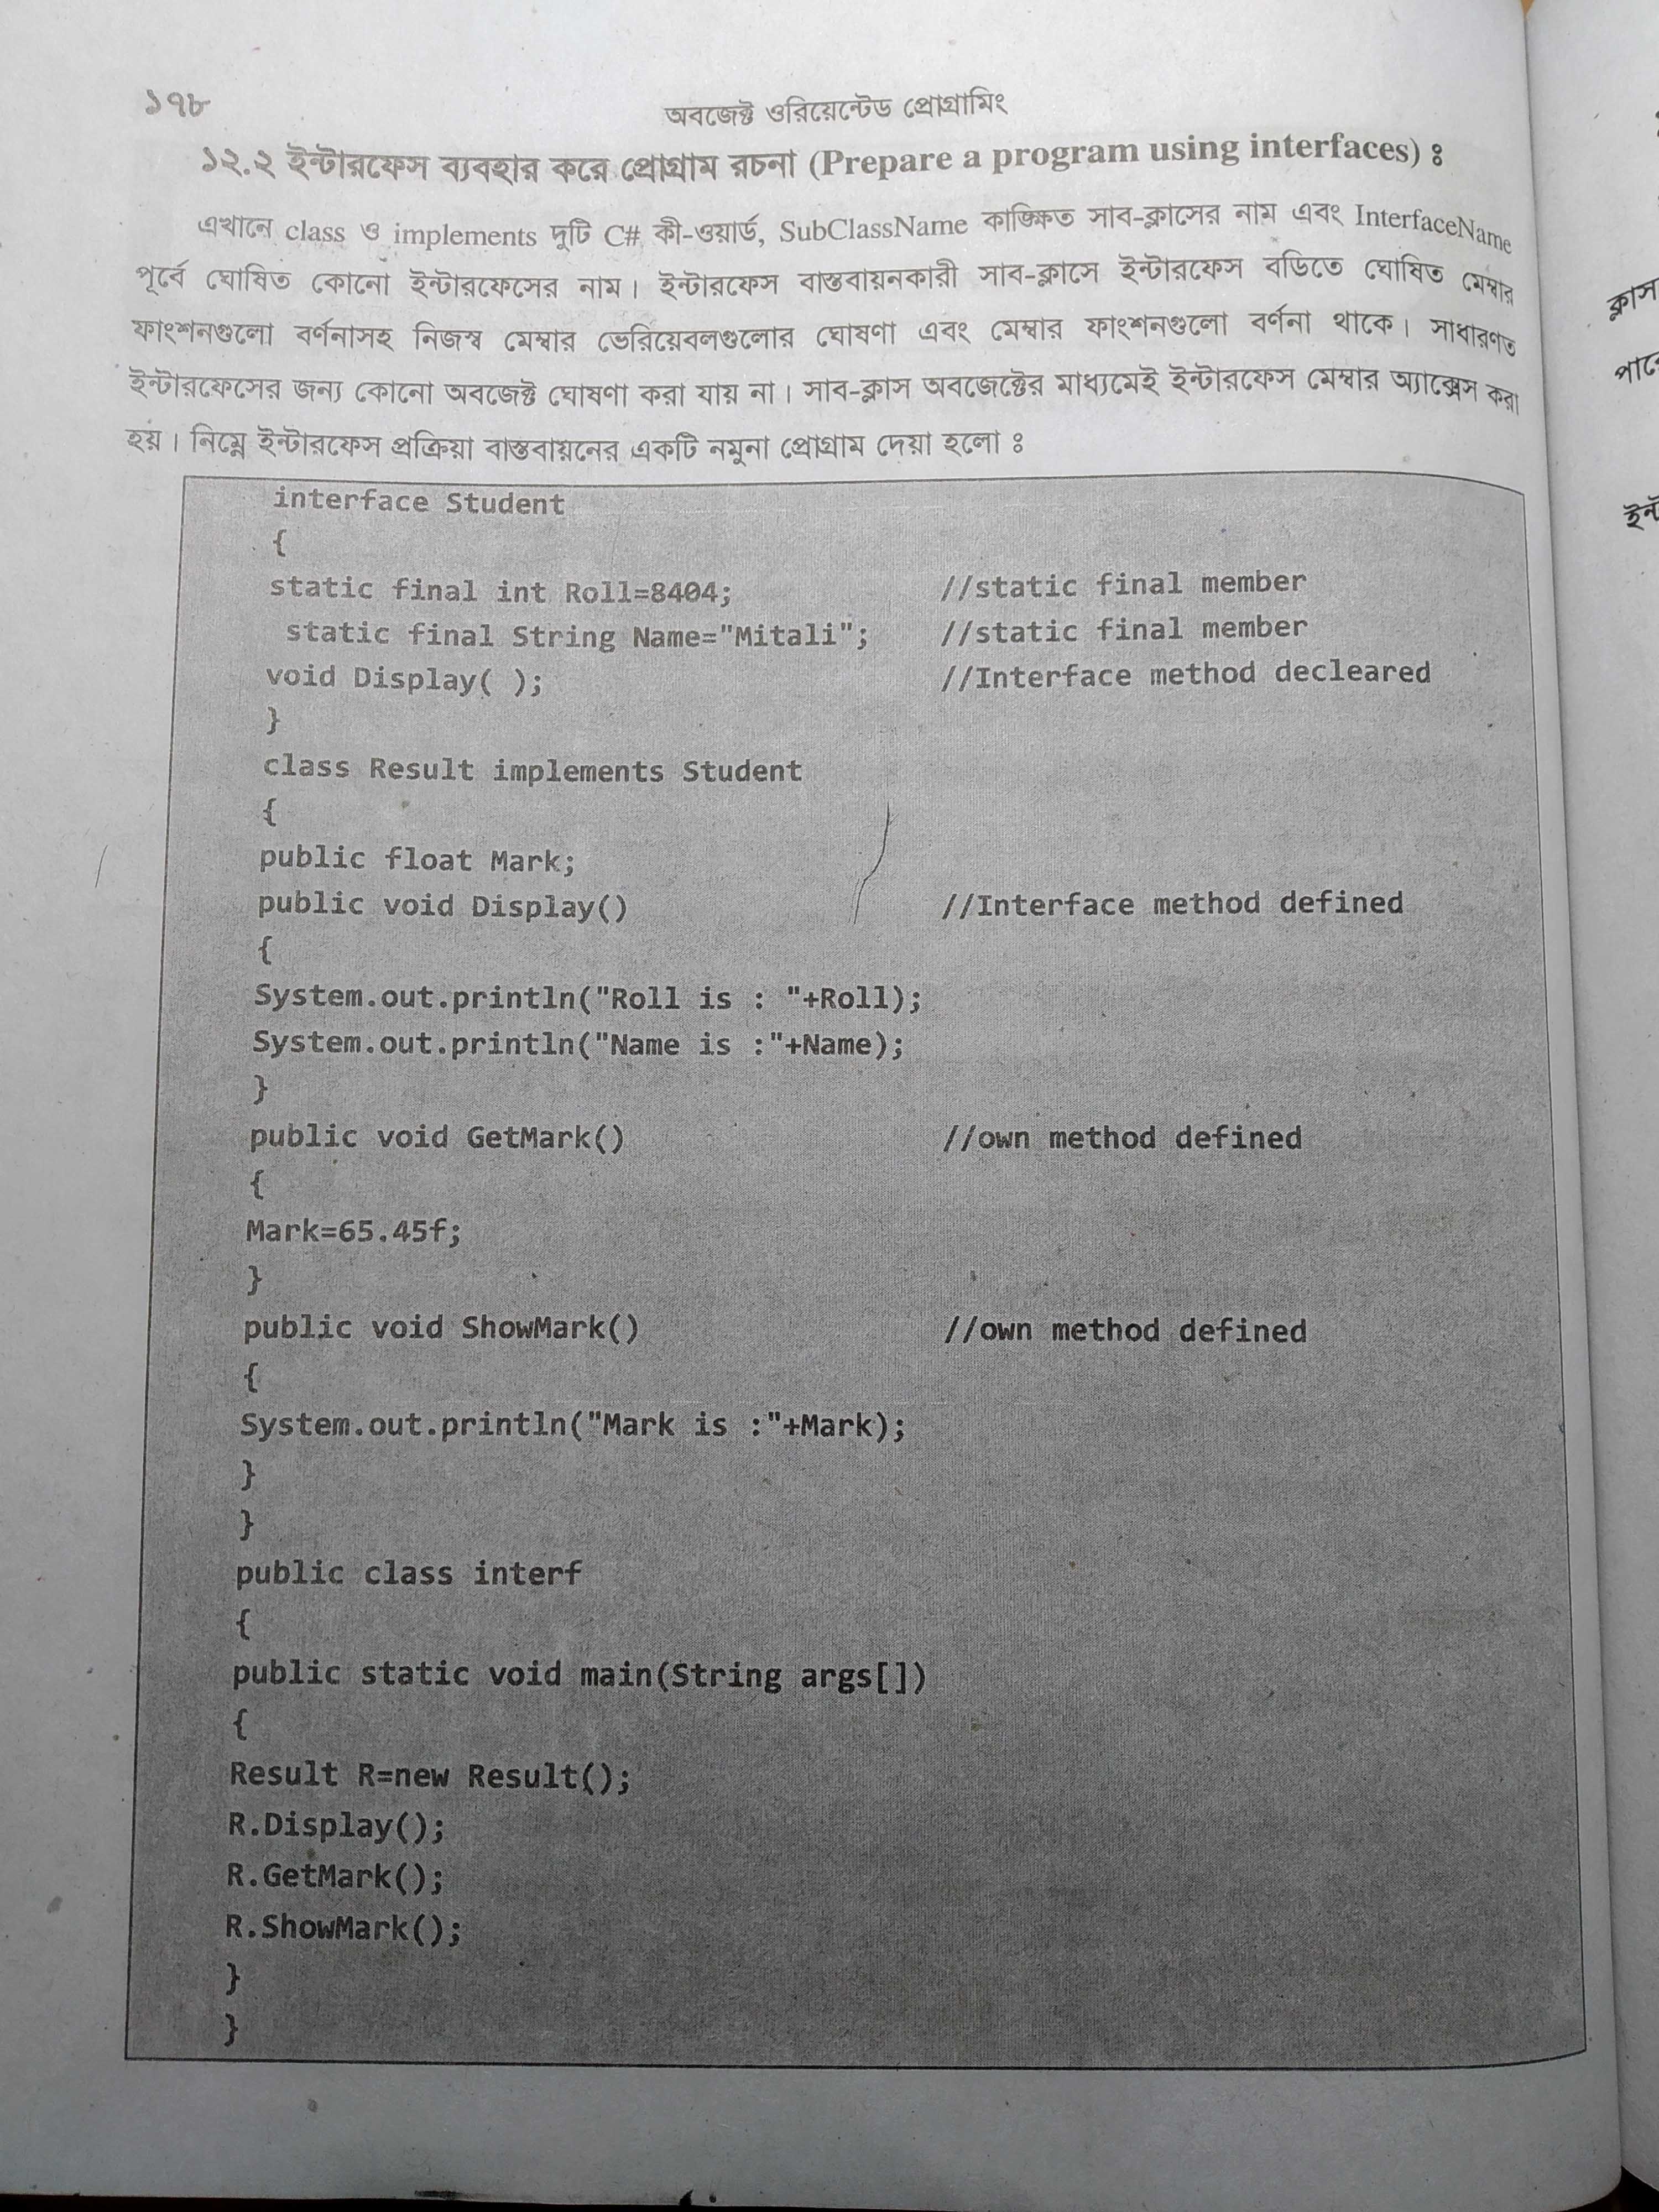 ১৭৮
অবজেক্ট ওরিয়েন্টেড প্রোগ্রামিং
১২.২ ইন্টারফেস ব্যবহার করে প্রোগ্রাম রচনা (Prepare a program using interfaces) ঃ
এখানে class ও implements দুটি C# কী-ওয়ার্ড, SubClassName কাঙ্ক্ষিত সাব-ক্লাসের নাম এবং InterfaceName
পূর্বে ঘোষিত কোনো ইন্টারফেসের নাম। ইন্টারফেস বাস্তবায়নকারী সাব-ক্লাসে ইন্টারফেস বডিতে ঘোষিত মেম্বার
ফাংশনগুলো বর্ণনাসহ নিজস্ব মেম্বার ভেরিয়েবলগুলোর ঘোষণা এবং মেম্বার ফাংশনগুলো বর্ণনা থাকে। সাধারণত
ইন্টারফেসের জন্য কোনো অবজেক্ট ঘোষণা করা যায় না। সাব-ক্লাস অবজেক্টের মাধ্যমেই ইন্টারফেস মেম্বার অ্যাক্সেস করা
হয়। নিম্নে ইন্টারফেস প্রক্রিয়া বাস্তবায়নের একটি নমুনা প্রোগ্রাম দেয়া হলো ঃ
interface Student
{
static final int Roll=8404; //static final member
static final String Name="Mitali"; //static final member
void Display( ); //Interface method decleared
}
class Result implements Student
{
public float Mark;
public void Display() //Interface method defined
{
System.out.println("Roll is : "+Roll);
System.out.println("Name is :"+Name);
}
public void GetMark() //own method defined
{
Mark=65.45f;
}
public void ShowMark() //own method defined
{
System.out.println("Mark is :"+Mark);
}
}
public class interf
{
public static void main(String args[])
{
Result R=new Result();
R.Display();
R.GetMark();
R.ShowMark();
}
}